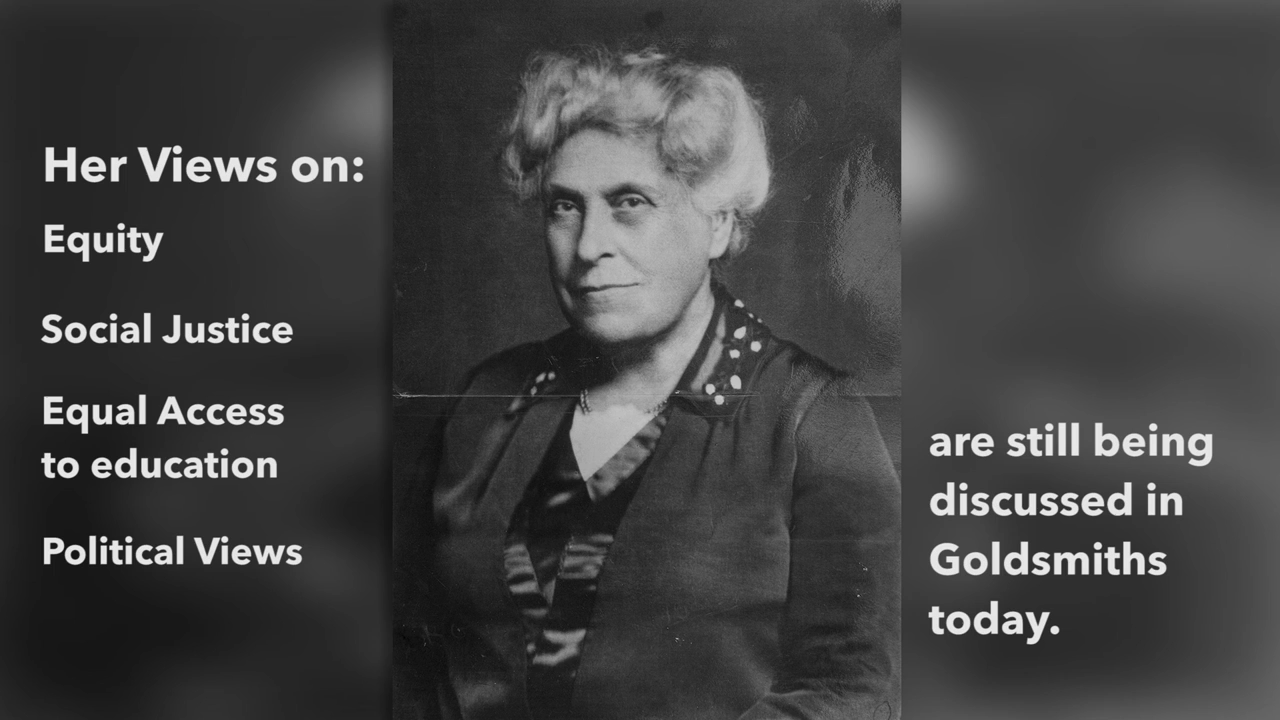 Her Views on:
Equity
Social Justice
Equal Access
to education
Political Views
are still being
discussed in
Goldsmiths
today.